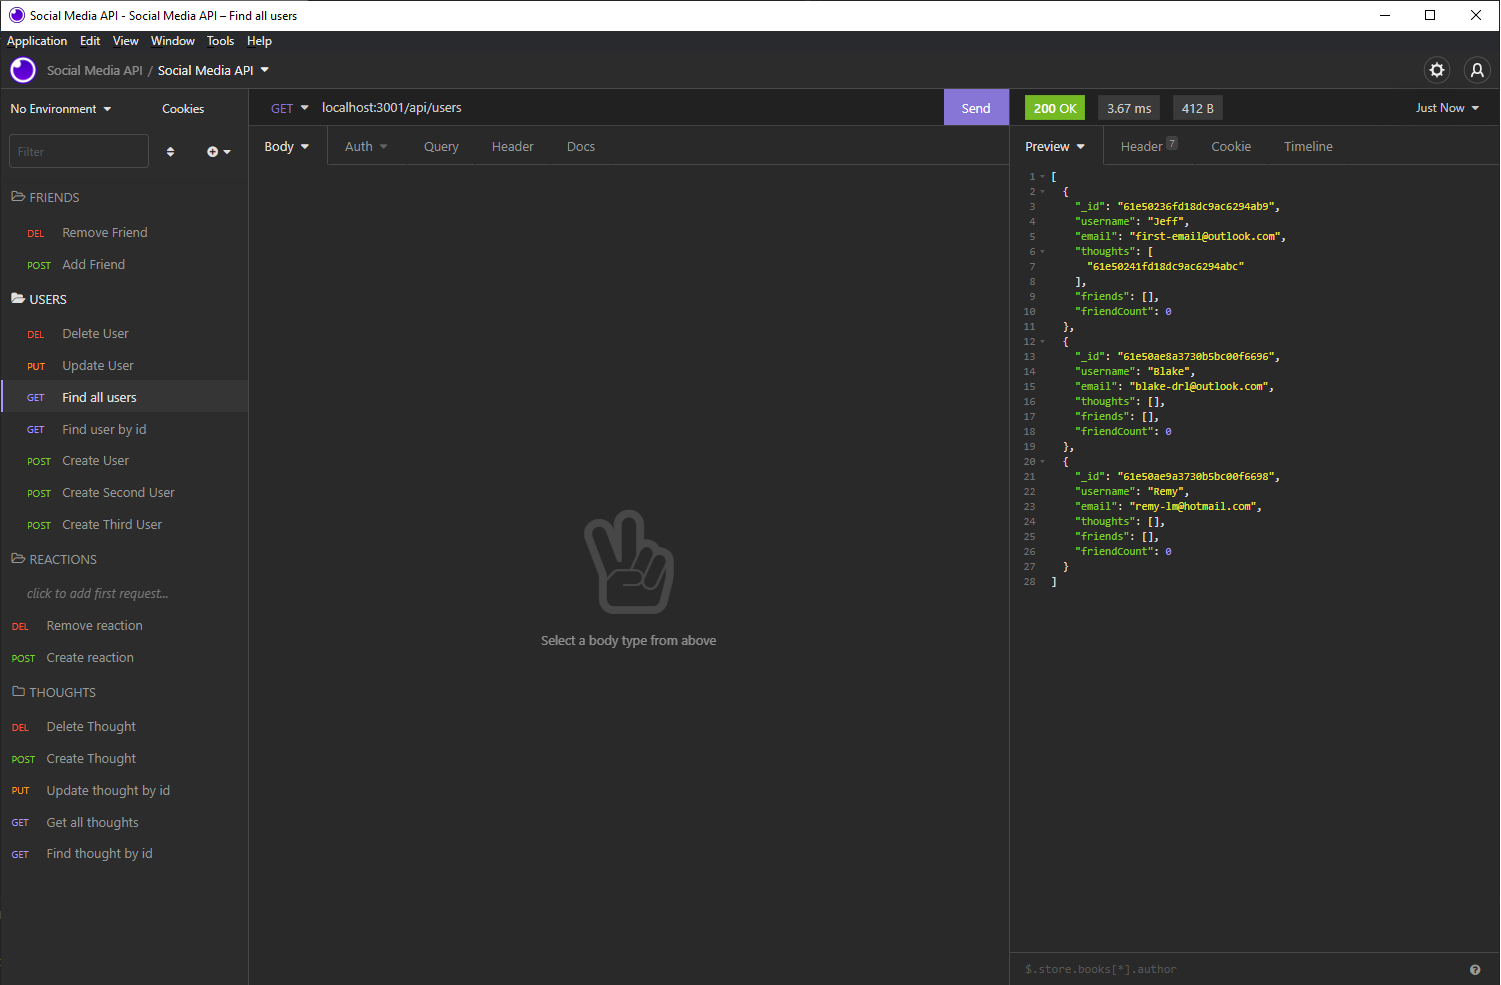 Social Media API - Social Media API – Find all users
Application Edit View Window Tools Help
Social Media API / Social Media API
No Environment Cookies
Filter
FRIENDS
DEL Remove Friend
POST Add Friend
USERS
DEL Delete User
PUT Update User
GET Find all users
GET Find user by id
POST Create User
POST Create Second User
POST Create Third User
REACTIONS
click to add first request...
DEL Remove reaction
POST Create reaction
THOUGHTS
DEL Delete Thought
POST Create Thought
PUT Update thought by id
GET Get all thoughts
GET Find thought by id
GET localhost:3001/api/users Send
Body Auth Query Header Docs
Select a body type from above
200 OK 3.67 ms 412 B Just Now
Preview Header 7 Cookie Timeline
1 [
2 {
3 "_id": "61e50236fd18dc9ac6294ab9",
4 "username": "Jeff",
5 "email": "first-email@outlook.com",
6 "thoughts": [
7 "61e50241fd18dc9ac6294abc"
8 ],
9 "friends": [],
10 "friendCount": 0
11 },
12 {
13 "_id": "61e50ae8a3730b5bc00f6696",
14 "username": "Blake",
15 "email": "blake-drl@outlook.com",
16 "thoughts": [],
17 "friends": [],
18 "friendCount": 0
19 },
20 {
21 "_id": "61e50ae9a3730b5bc00f6698",
22 "username": "Remy",
23 "email": "remy-lm@hotmail.com",
24 "thoughts": [],
25 "friends": [],
26 "friendCount": 0
27 }
28 ]
$.store.books[*].author